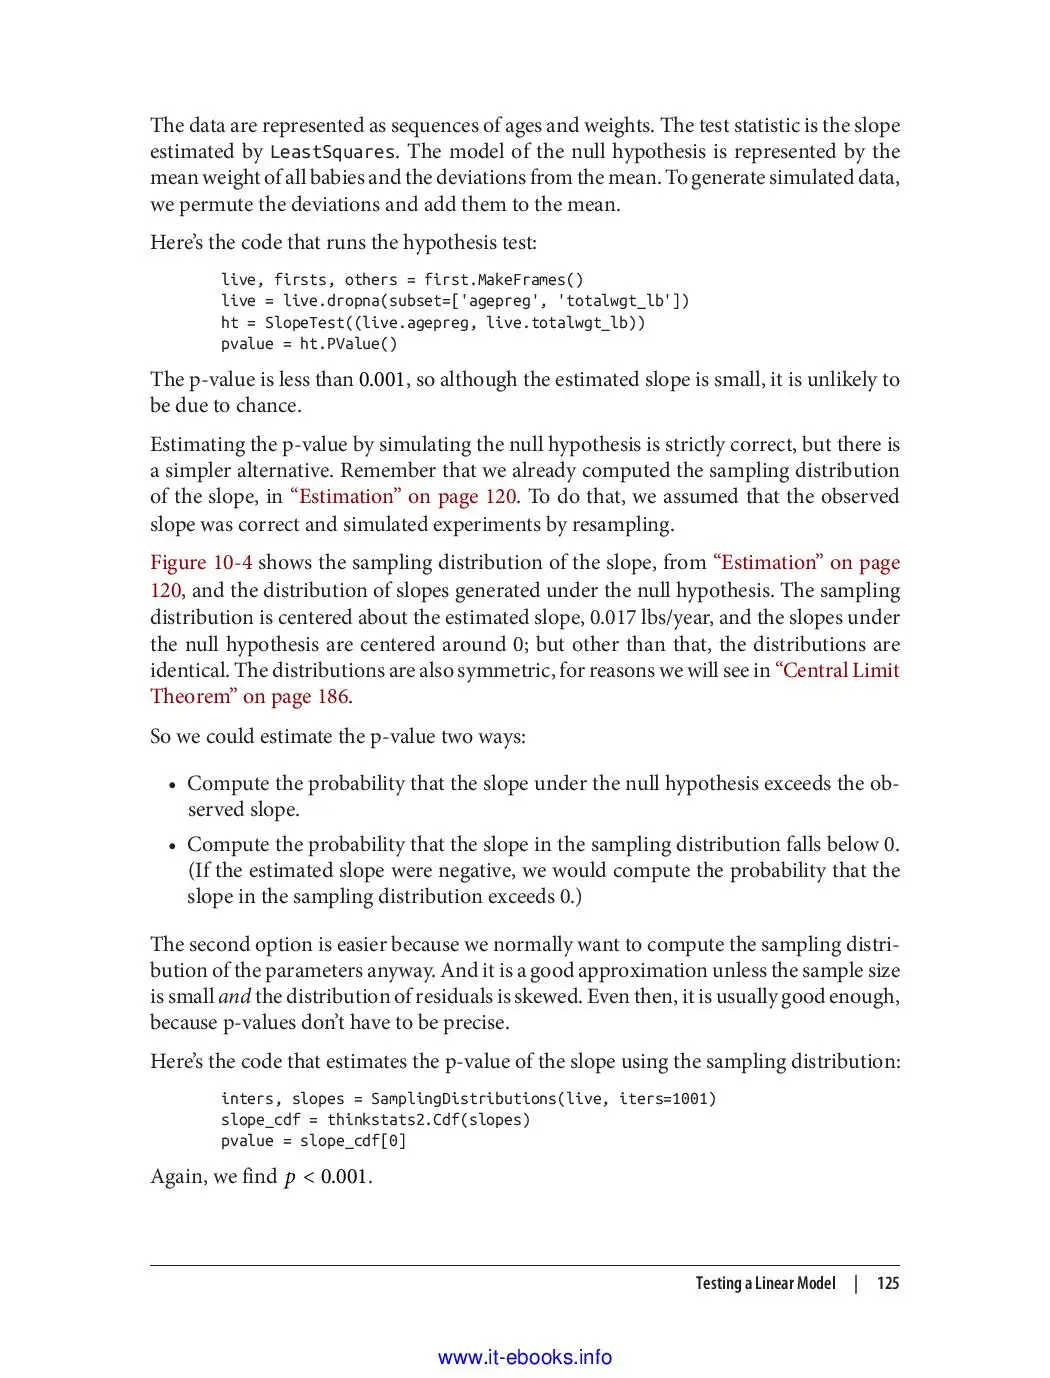 The data are represented as sequences of ages and weights. The test statistic is the slope
estimated by LeastSquares. The model of the null hypothesis is represented by the
mean weight of all babies and the deviations from the mean. To generate simulated data,
we permute the deviations and add them to the mean.
Here’s the code that runs the hypothesis test:
live, firsts, others = first.MakeFrames()
live = live.dropna(subset=['agepreg', 'totalwgt_lb'])
ht = SlopeTest((live.agepreg, live.totalwgt_lb))
pvalue = ht.PValue()
The p-value is less than 0.001, so although the estimated slope is small, it is unlikely to
be due to chance.
Estimating the p-value by simulating the null hypothesis is strictly correct, but there is
a simpler alternative. Remember that we already computed the sampling distribution
of the slope, in “Estimation” on page 120. To do that, we assumed that the observed
slope was correct and simulated experiments by resampling.
Figure 10-4 shows the sampling distribution of the slope, from “Estimation” on page
120, and the distribution of slopes generated under the null hypothesis. The sampling
distribution is centered about the estimated slope, 0.017 lbs/year, and the slopes under
the null hypothesis are centered around 0; but other than that, the distributions are
identical. The distributions are also symmetric, for reasons we will see in “Central Limit
Theorem” on page 186.
So we could estimate the p-value two ways:
• Compute the probability that the slope under the null hypothesis exceeds the ob-
served slope.
• Compute the probability that the slope in the sampling distribution falls below 0.
(If the estimated slope were negative, we would compute the probability that the
slope in the sampling distribution exceeds 0.)
The second option is easier because we normally want to compute the sampling distri-
bution of the parameters anyway. And it is a good approximation unless the sample size
is small and the distribution of residuals is skewed. Even then, it is usually good enough,
because p-values don’t have to be precise.
Here’s the code that estimates the p-value of the slope using the sampling distribution:
inters, slopes = SamplingDistributions(live, iters=1001)
slope_cdf = thinkstats2.Cdf(slopes)
pvalue = slope_cdf[0]
Again, we find p < 0.001.
Testing a Linear Model | 125
www.it-ebooks.info